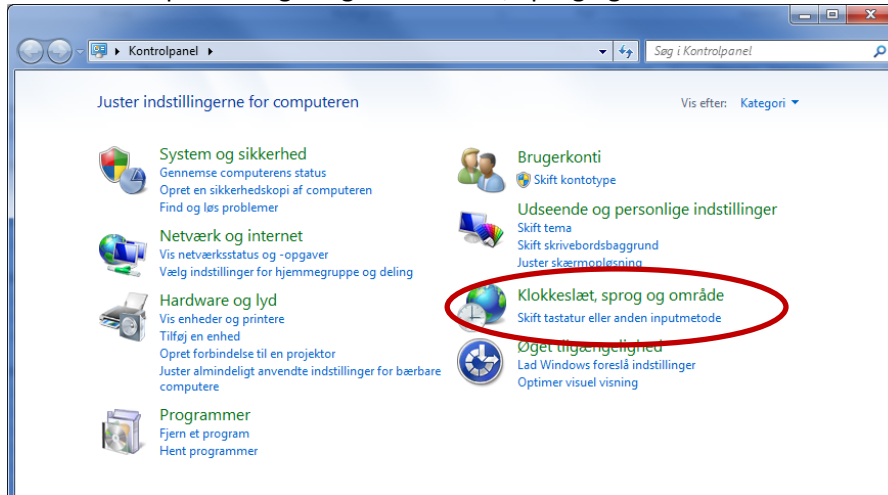 Kontrolpanel
Søg i Kontrolpanel
Juster indstillingerne for computeren
Vis efter: Kategori
System og sikkerhed
Gennemse computerens status
Opret en sikkerhedskopi af computeren
Find og løs problemer
Netværk og internet
Vis netværksstatus og -opgaver
Vælg indstillinger for hjemmegruppe og deling
Hardware og lyd
Vis enheder og printere
Tilføj en enhed
Opret forbindelse til en projektor
Juster almindeligt anvendte indstillinger for bærbare
computere
Programmer
Fjern et program
Hent programmer
Brugerkonti
Skift kontotype
Udseende og personlige indstillinger
Skift tema
Skift skrivebordsbaggrund
Juster skærmopløsning
Klokkeslæt, sprog og område
Skift tastatur eller anden inputmetode
Øget tilgængelighed
Lad Windows foreslå indstillinger
Optimer visuel visning